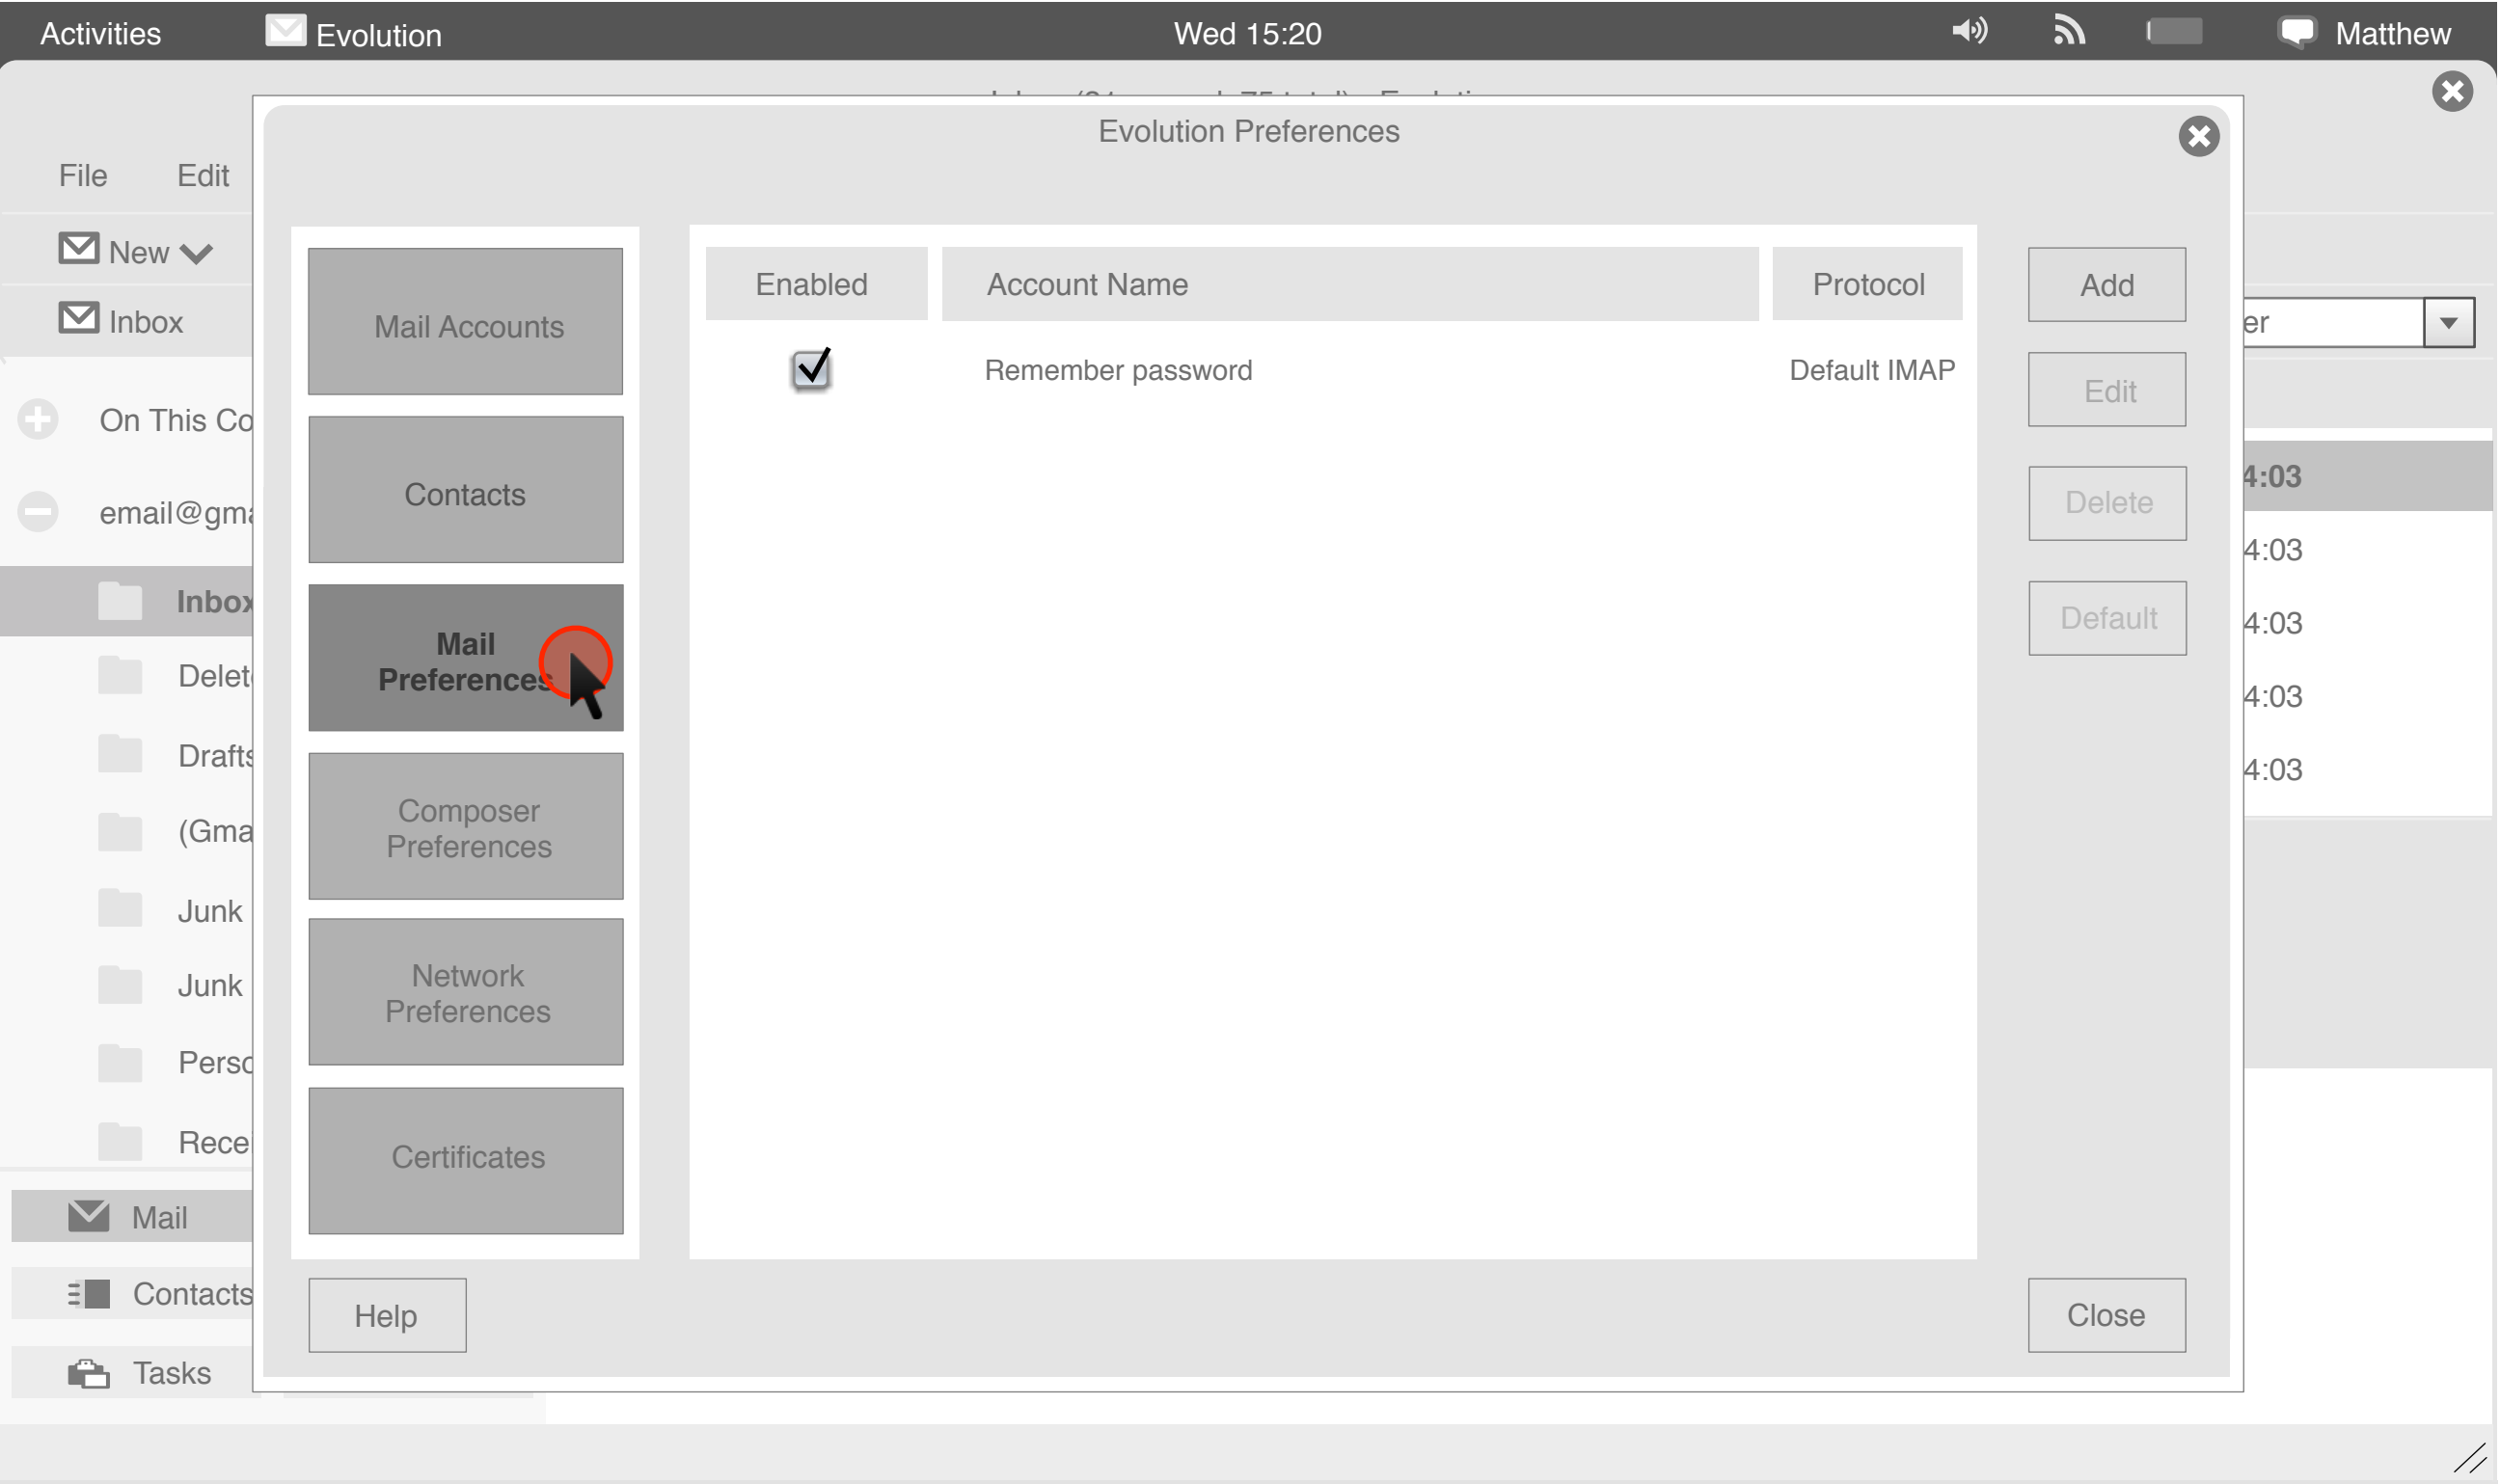 Activities Evolution Wed 15:20 Matthew
Evolution Preferences
File Edit
New
Inbox
Mail Accounts
Contacts
Mail
Preferences
Composer
Preferences
Network
Preferences
Certificates
Enabled Account Name Protocol
Remember password Default IMAP
Add
Edit
Delete
Default
Help
Close
On This Co
email@gma
Inbox
Delet
Drafts
(Gma
Junk
Junk
Perso
Recei
Mail
Contacts
Tasks
er
4:03
4:03
4:03
4:03
4:03